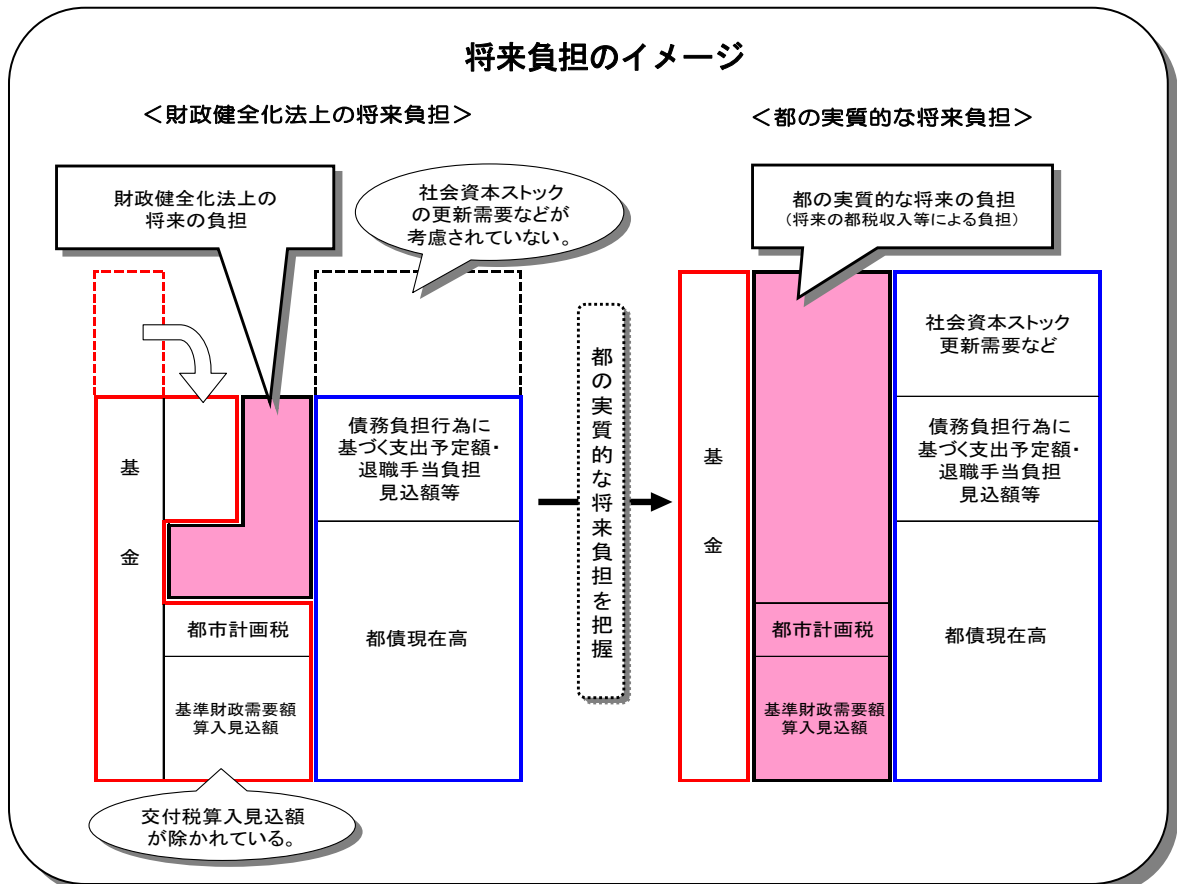 将来負担のイメージ
＜財政健全化法上の将来負担＞
財政健全化法上の
将来の負担
社会資本ストック
の更新需要などが
考慮されていない。
基
金
債務負担行為に
基づく支出予定額・
退職手当負担
見込額等
都市計画税
都債現在高
基準財政需要額
算入見込額
交付税算入見込額
が除かれている。
都の実質的な将来負担を把握
＜都の実質的な将来負担＞
都の実質的な将来の負担
（将来の都税収入等による負担）
基
金
社会資本ストック
更新需要など
債務負担行為に
基づく支出予定額・
退職手当負担
見込額等
都市計画税
都債現在高
基準財政需要額
算入見込額